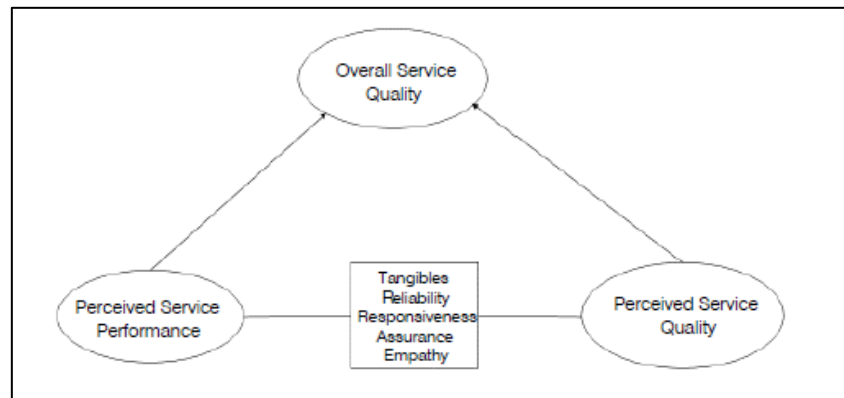 Overall Service
Quality
Perceived Service
Performance
Tangibles
Reliability
Responsiveness
Assurance
Empathy
Perceived Service
Quality